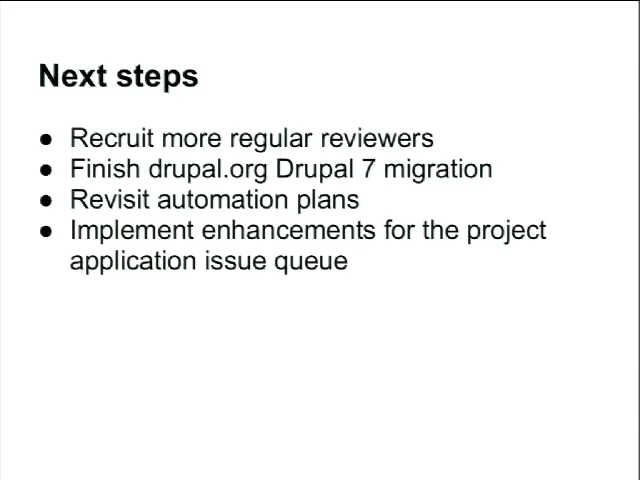 Next steps
● Recruit more regular reviewers
● Finish drupal.org Drupal 7 migration
● Revisit automation plans
● Implement enhancements for the project
application issue queue